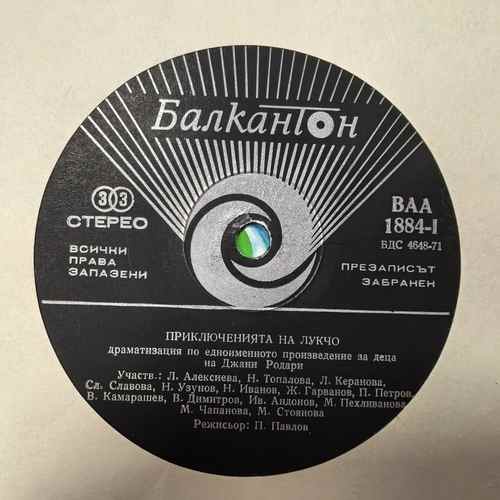 Балкантон
33
СТЕРЕО
ВСИЧКИ
ПРАВА
ЗАПАЗЕНИ
ВАА
1884-I
БДС 4648-71
ПРЕЗАПИСЪТ
ЗАБРАНЕН
ПРИКЛЮЧЕНИЯТА НА ЛУКЧО
драматизация по едноименното произведение за деца
на Джани Родари
Участв.: Л. Алексиева, Н. Топалова, Л. Керанова,
Сл. Славова, Н. Узунов, Н. Иванов, Ж. Гарванов, П. Петров,
В. Камарашев, В. Димитров, Ив. Андонов, М. Пехливанова,
М. Чапанова, М. Стоянова
Режисьор: П. Павлов